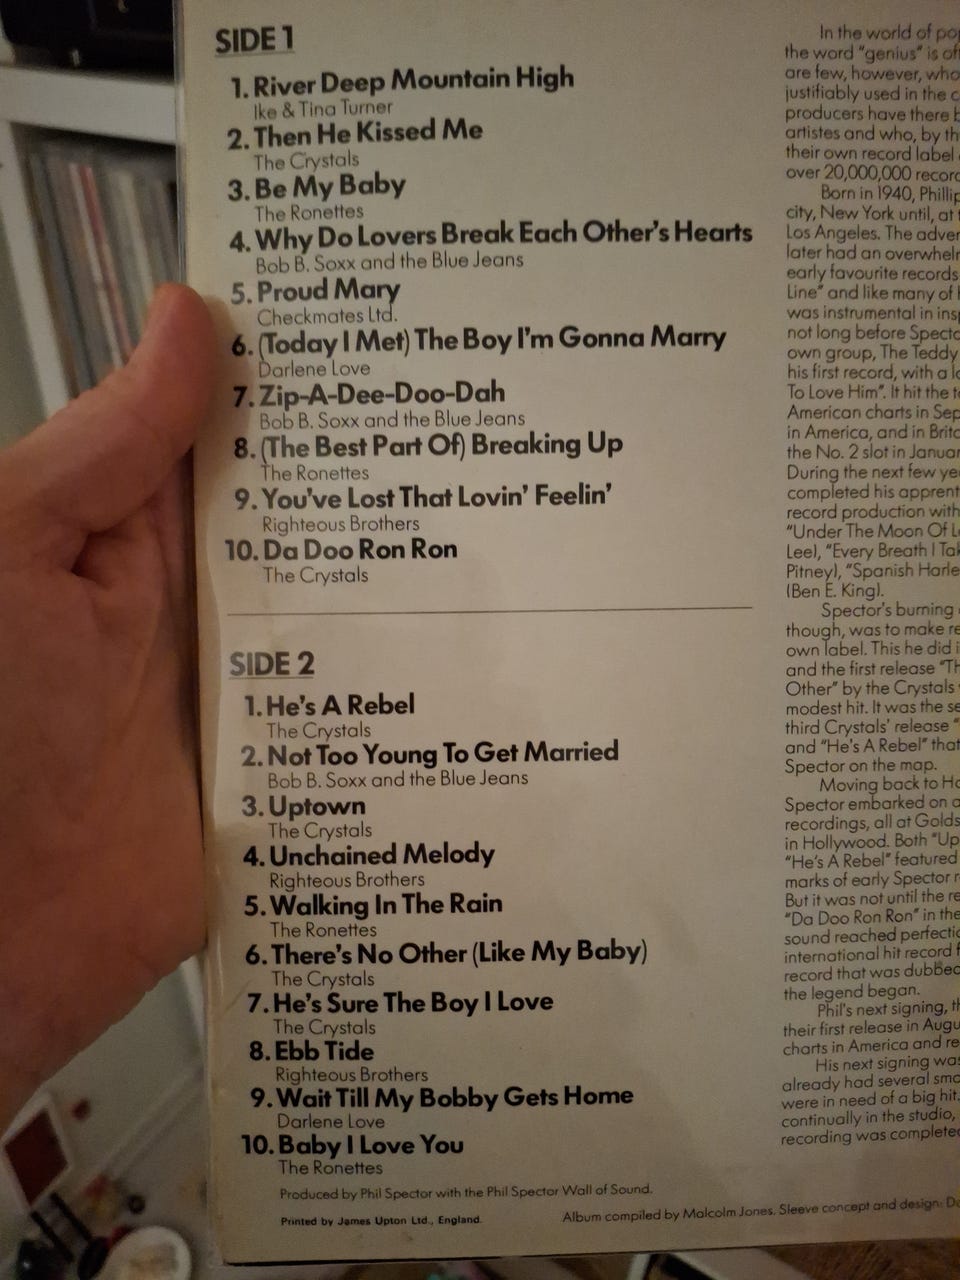 SIDE 1
1. River Deep Mountain High
Ike & Tina Turner
2. Then He Kissed Me
The Crystals
3. Be My Baby
The Ronettes
4. Why Do Lovers Break Each Other's Hearts
Bob B. Soxx and the Blue Jeans
5. Proud Mary
Checkmates Ltd.
6. (Today I Met) The Boy I'm Gonna Marry
Darlene Love
7. Zip-A-Dee-Doo-Dah
Bob B. Soxx and the Blue Jeans
8. (The Best Part Of) Breaking Up
The Ronettes
9. You've Lost That Lovin' Feelin'
Righteous Brothers
10. Da Doo Ron Ron
The Crystals
SIDE 2
1. He's A Rebel
The Crystals
2. Not Too Young To Get Married
Bob B. Soxx and the Blue Jeans
3. Uptown
The Crystals
4. Unchained Melody
Righteous Brothers
5. Walking In The Rain
The Ronettes
6. There's No Other (Like My Baby)
The Crystals
7. He's Sure The Boy I Love
The Crystals
8. Ebb Tide
Righteous Brothers
9. Wait Till My Bobby Gets Home
Darlene Love
10. Baby I Love You
The Ronettes
Produced by Phil Spector with the Phil Spector Wall of Sound.
Printed by James Upton Ltd., England.
Album compiled by Malcolm Jones. Sleeve concept and design:
In the world of
the word "genius" is
are few, however, who
justifiably used in the
producers have there
artistes and who, by
their own record label
over 20,000,000
Born in 1940,
city, New York until, at
Los Angeles. The
later had an
early favourite records
Line" and like many of
was instrumental in
not long before
own group, The Teddy
his first record, with a
To Love Him". It hit the
American charts in
in America, and in
the No. 2 slot in
During the next few
completed his
record production with
"Under The Moon Of
Lee), "Every Breath I
Pitney), "Spanish
(Ben E. King).
Spector's burning
though, was to make
own label. This he did
and the first release
Other" by the Crystals
modest hit. It was the
third Crystals' release
and "He's A Rebel" that
Spector on the map.
Moving back to
Spector embarked on
recordings, all at
in Hollywood. Both
"He's A Rebel" featured
marks of early Spector
But it was not until the
"Da Doo Ron Ron" in the
sound reached
international hit record
record that was dubbed
the legend began.
Phil's next signing,
their first release in
charts in America and
His next signing
already had several
were in need of a big hit.
continually in the studio,
recording was